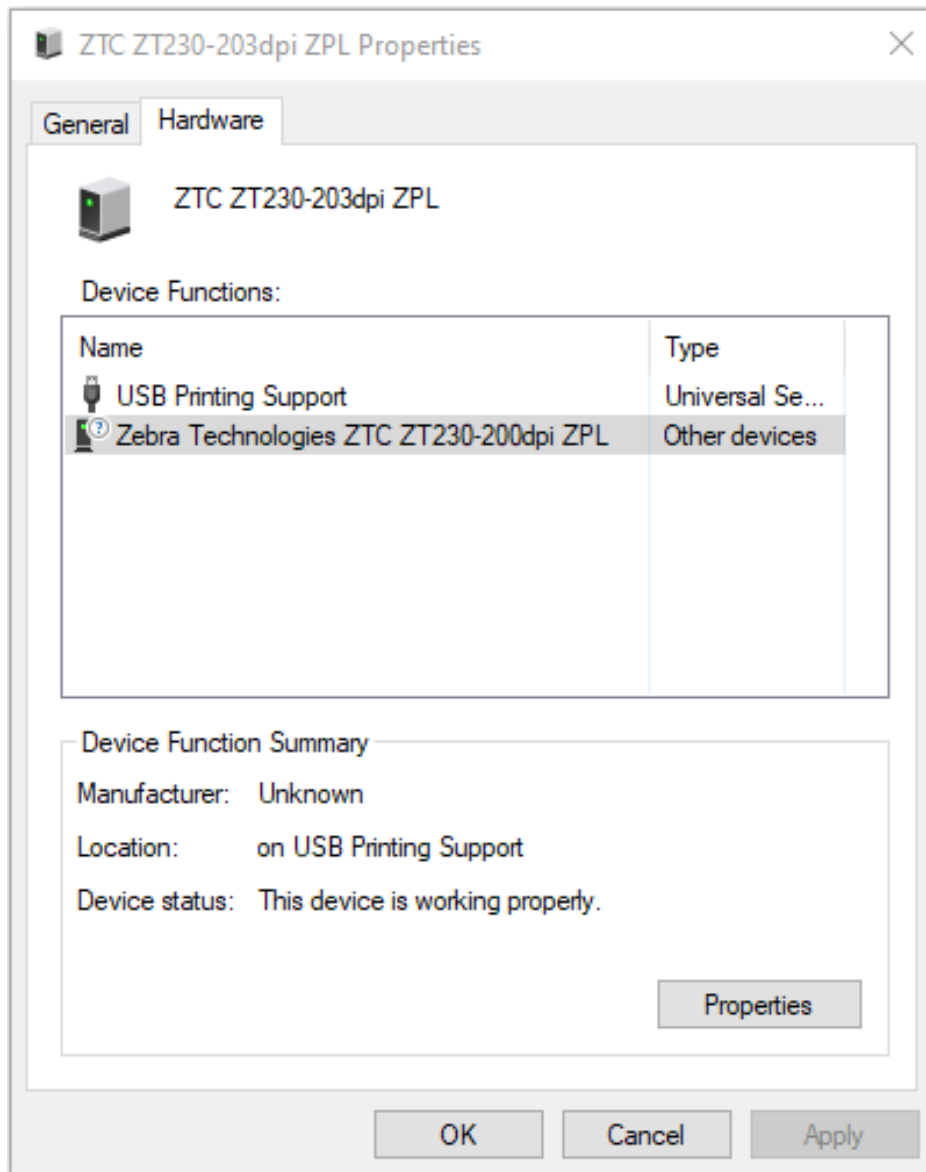 ZTC ZT230-203dpi ZPL Properties
General Hardware
ZTC ZT230-203dpi ZPL
Device Functions:
Name Type
USB Printing Support Universal Se...
? Zebra Technologies ZTC ZT230-200dpi ZPL Other devices
Device Function Summary
Manufacturer: Unknown
Location: on USB Printing Support
Device status: This device is working properly.
Properties
OK Cancel Apply